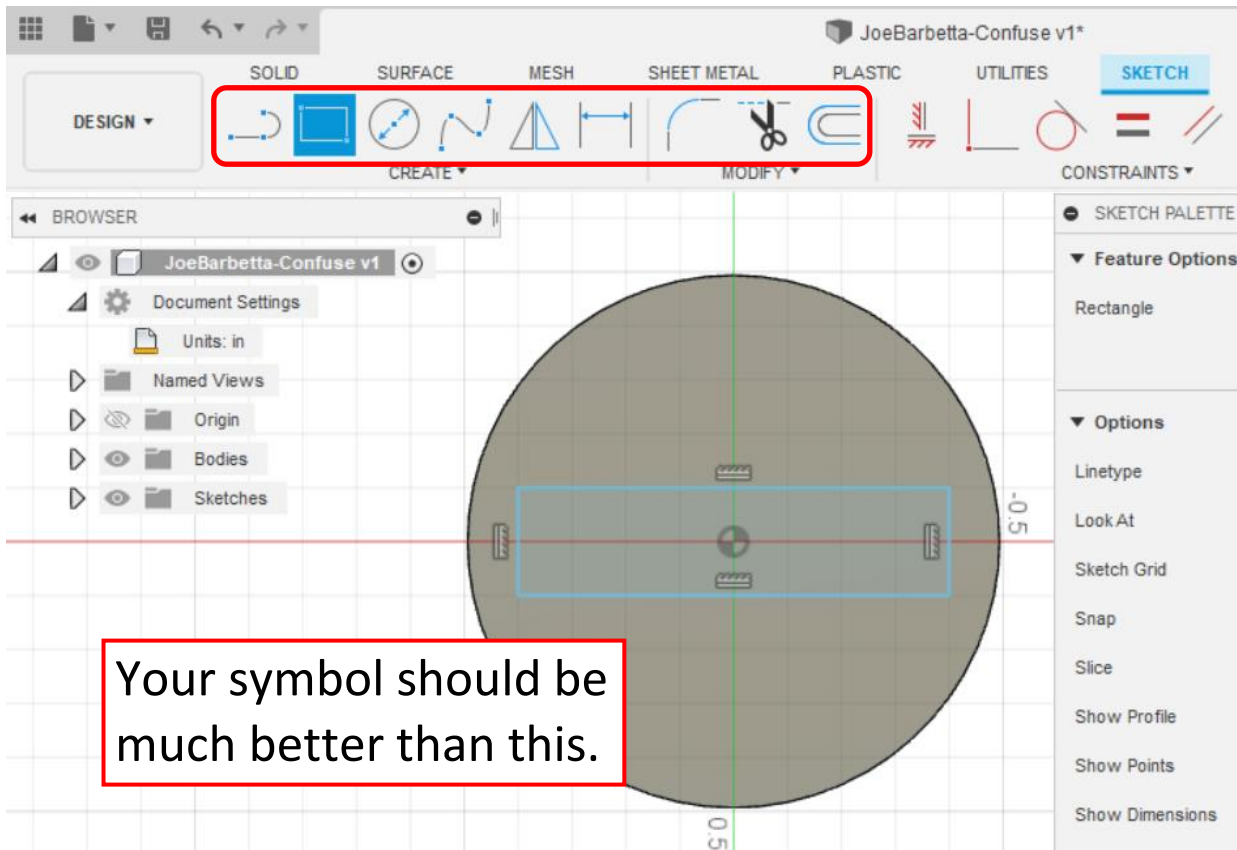 JoeBarbetta-Confuse v1*
SOLID SURFACE MESH SHEET METAL PLASTIC UTILITIES SKETCH
DESIGN
CREATE MODIFY CONSTRAINTS
BROWSER
SKETCH PALETTE
JoeBarbetta-Confuse v1
Feature Options
Document Settings
Rectangle
Units: in
Named Views
Origin
Options
Bodies
Linetype
Sketches
-0.5
Look At
Sketch Grid
Snap
Your symbol should be
much better than this.
Slice
Show Profile
Show Points
Show Dimensions
0.5